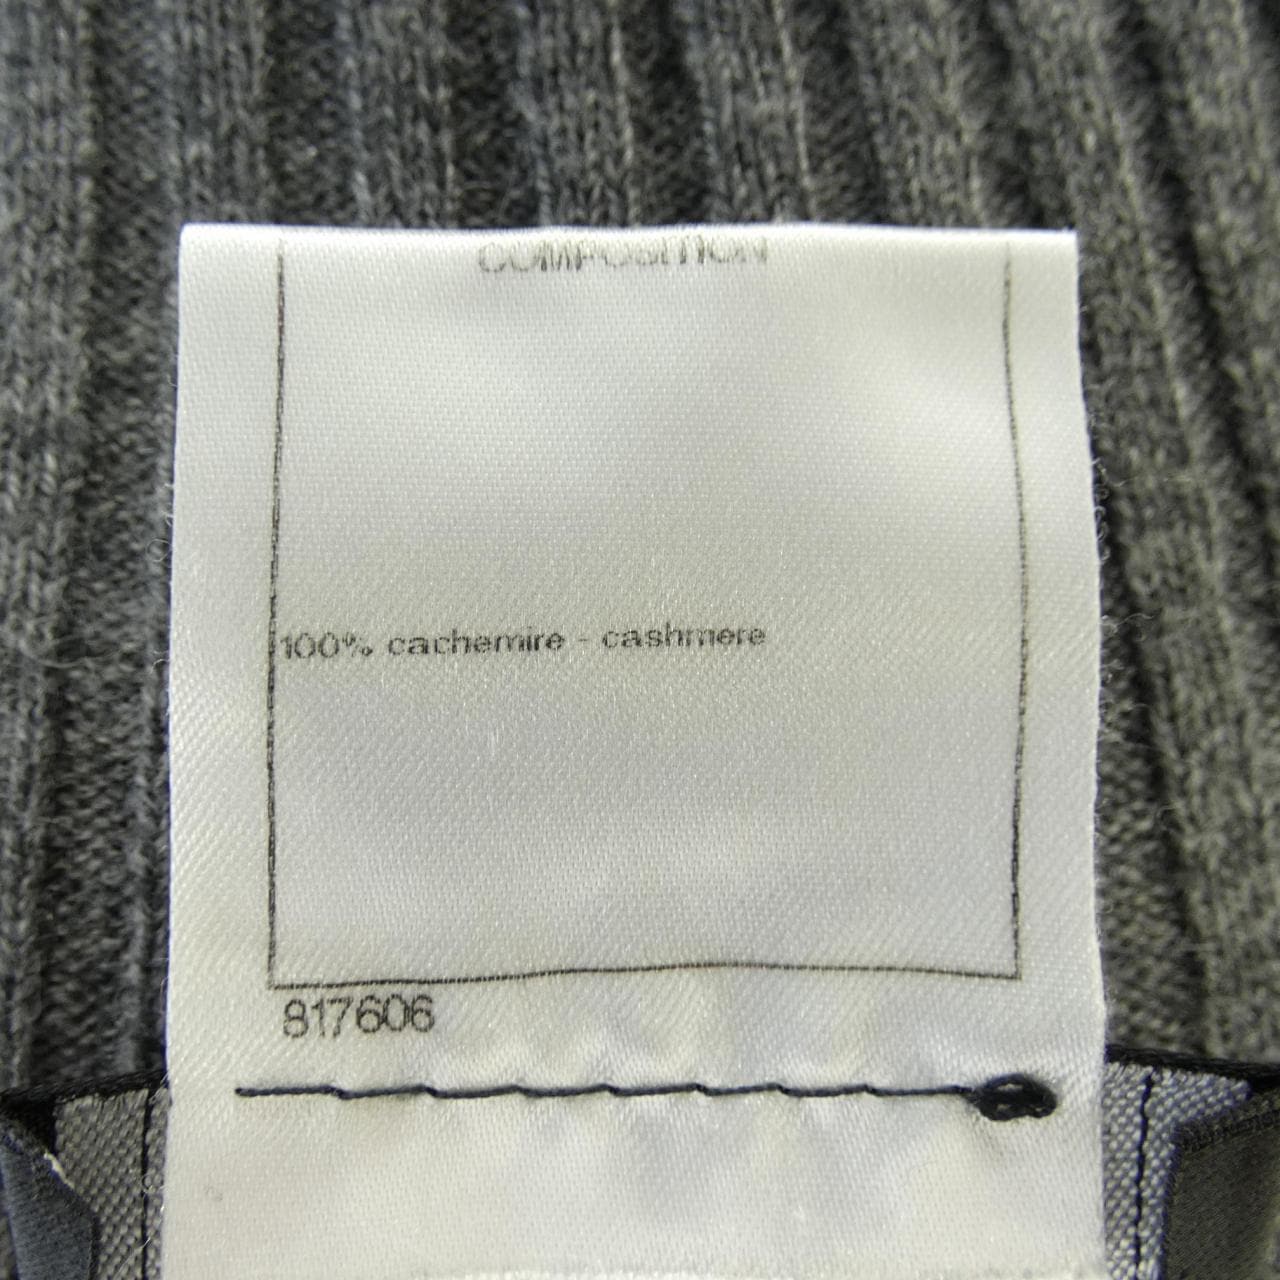 COMPOSITION
100% cachemire - cashmere
817606